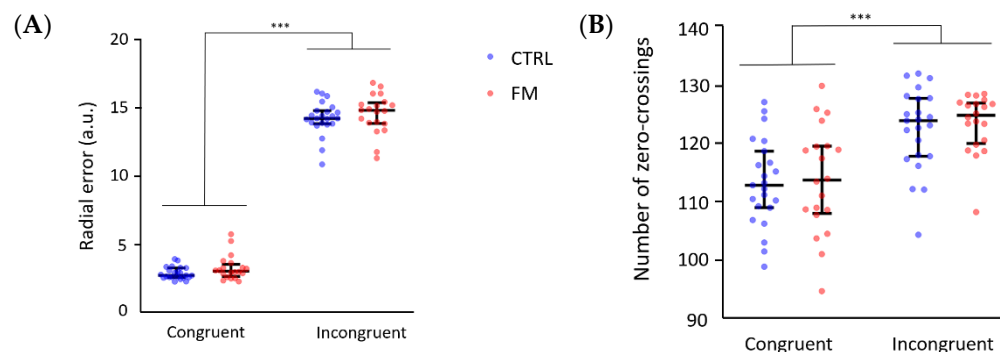 (A)
Radial error (a.u.)
20
15
10
5
0
***
Congruent
Incongruent
CTRL
FM
(B)
Number of zero-crossings
140
130
120
110
100
90
***
Congruent
Incongruent